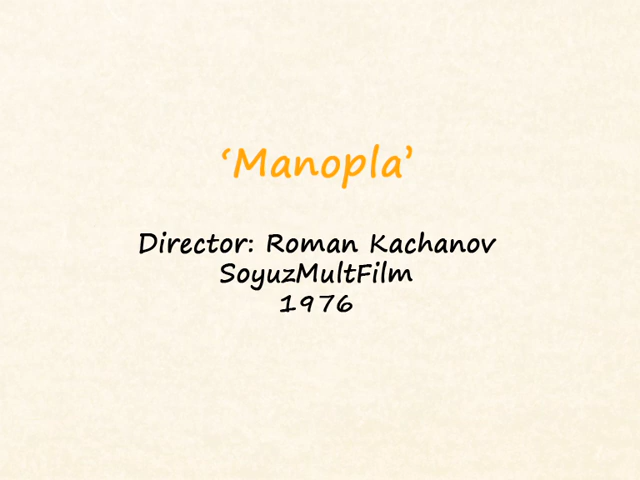 ‘Manopla’
Director: Roman Kachanov
SoyuzMultFilm
1976